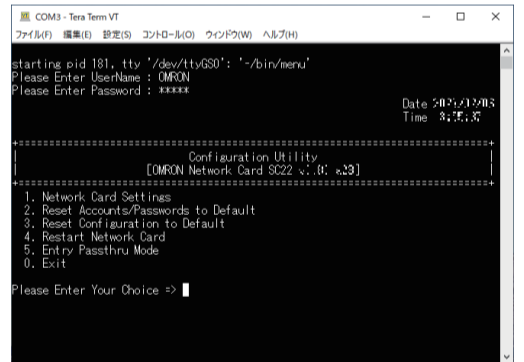 COM3 - Tera Term VT
ファイル(F) 編集(E) 設定(S) コントロール(O) ウィンドウ(W) ヘルプ(H)
starting pid 181, tty '/dev/ttyGS0': '-/bin/menu'
Please Enter UserName : OMRON
Please Enter Password : *****
Date
Time
Configuration Utility
[OMRON Network Card SC22
1. Network Card Settings
2. Reset Accounts/Passwords to Default
3. Reset Configuration to Default
4. Restart Network Card
5. Entry Passthru Mode
0. Exit
Please Enter Your Choice =>